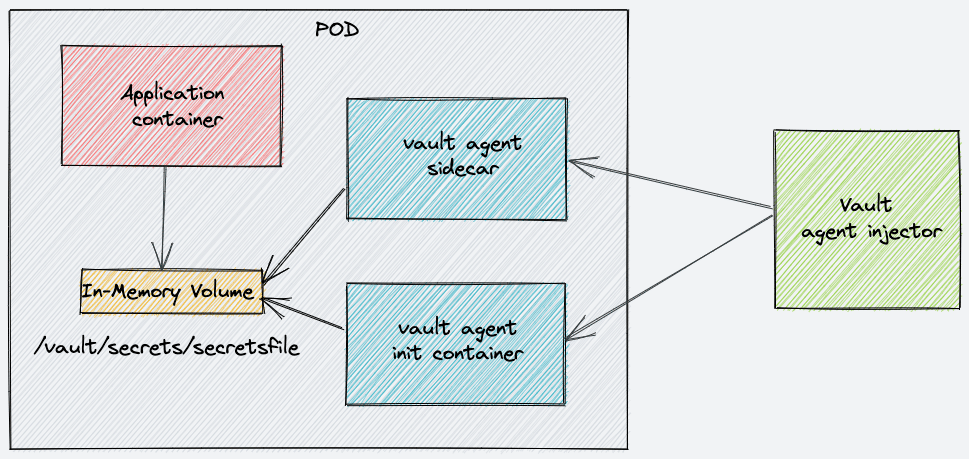 POD
Application
container
vault agent
sidecar
Vault
agent injector
In-Memory Volume
/vault/secrets/secretsfile
vault agent
init container